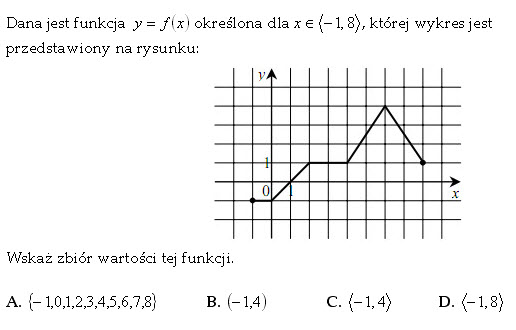 Dana jest funkcja y = f(x) określona dla x ∈ ⟨−1, 8⟩, której wykres jest
przedstawiony na rysunku:
y
1
0
x
Wskaż zbiór wartości tej funkcji.
A. {−1,0,1,2,3,4,5,6,7,8} B. (−1,4) C. ⟨−1,4⟩ D. ⟨−1,8⟩